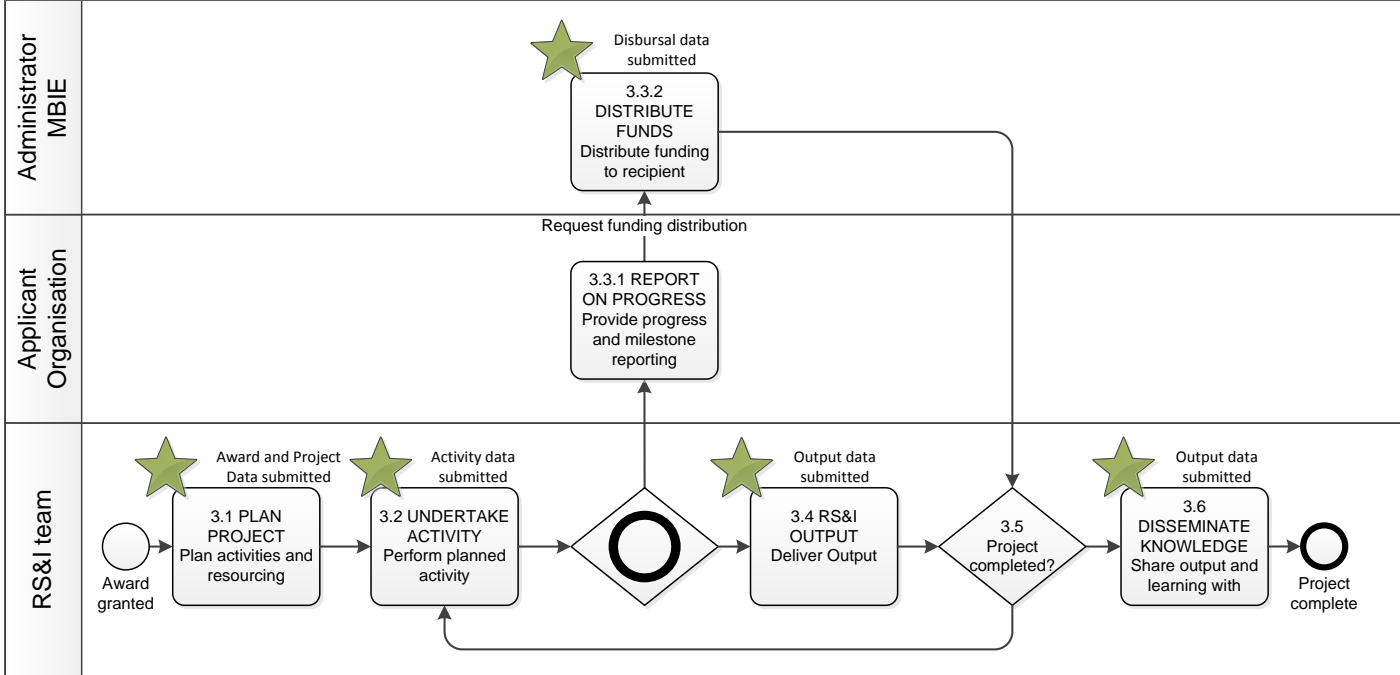 Administrator
MBIE
Disbursal data
submitted
3.3.2
DISTRIBUTE
FUNDS
Distribute funding
to recipient
Applicant
Organisation
Request funding distribution
3.3.1 REPORT
ON PROGRESS
Provide progress
and milestone
reporting
RS&I team
Award
granted
Award and Project
Data submitted
3.1 PLAN
PROJECT
Plan activities and
resourcing
Activity data
submitted
3.2 UNDERTAKE
ACTIVITY
Perform planned
activity
Output data
submitted
3.4 RS&I
OUTPUT
Deliver Output
3.5
Project
completed?
Output data
submitted
3.6
DISSEMINATE
KNOWLEDGE
Share output and
learning with
Project
complete